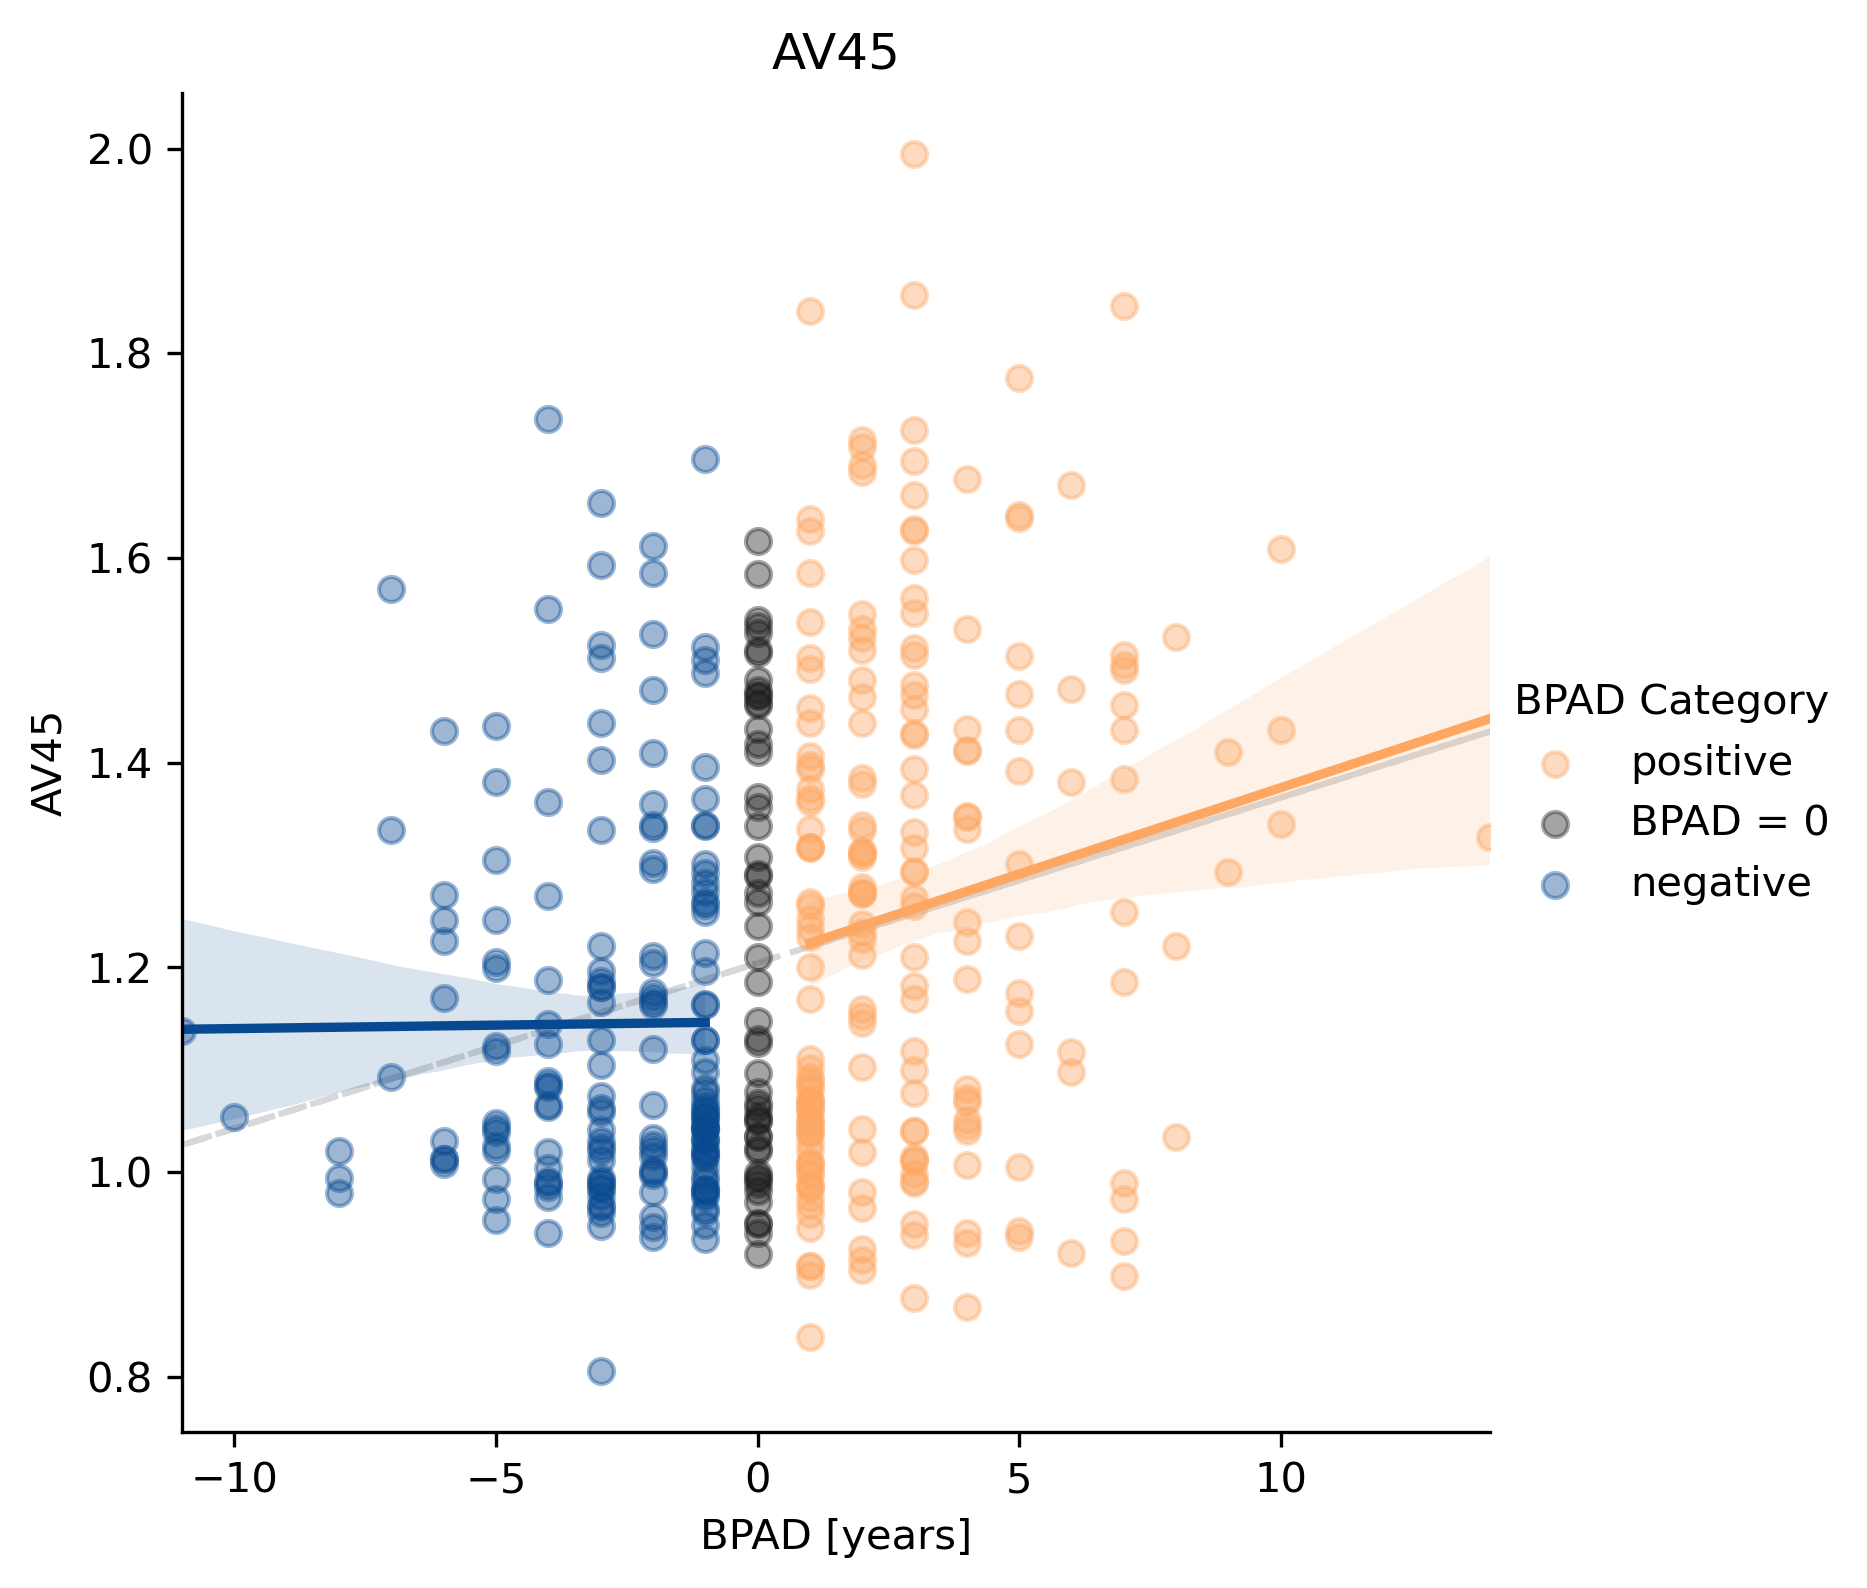 AV45
2.0
1.8
1.6
1.4
1.2
1.0
0.8
AV45
−10
−5
0
5
10
BPAD [years]
BPAD Category
positive
BPAD = 0
negative